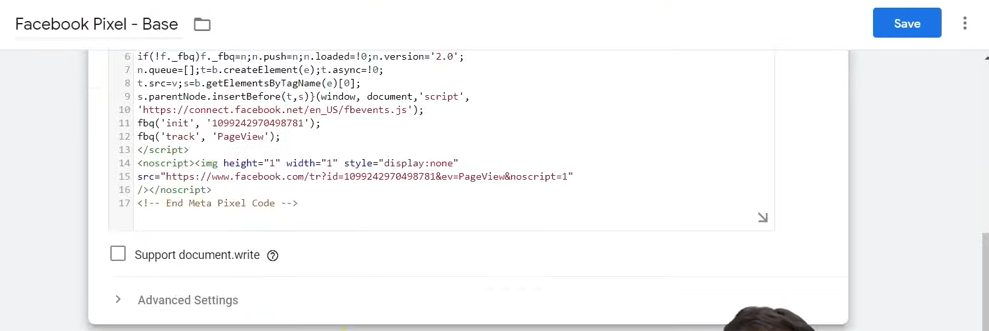 Facebook Pixel - Base
Save
6 if(!f._fbq)f._fbq=n;n.push=n;n.loaded=!0;n.version='2.0';
7 n.queue=[];t=b.createElement(e);t.async=!0;
8 t.src=v;s=b.getElementsByTagName(e)[0];
9 s.parentNode.insertBefore(t,s)}(window, document,'script',
10 'https://connect.facebook.net/en_US/fbevents.js');
11 fbq('init', '1099242970498781');
12 fbq('track', 'PageView');
13 </script>
14 <noscript><img height="1" width="1" style="display:none"
15 src="https://www.facebook.com/tr?id=1099242970498781&ev=PageView&noscript=1"
16 /></noscript>
17 <!-- End Meta Pixel Code -->
Support document.write
Advanced Settings